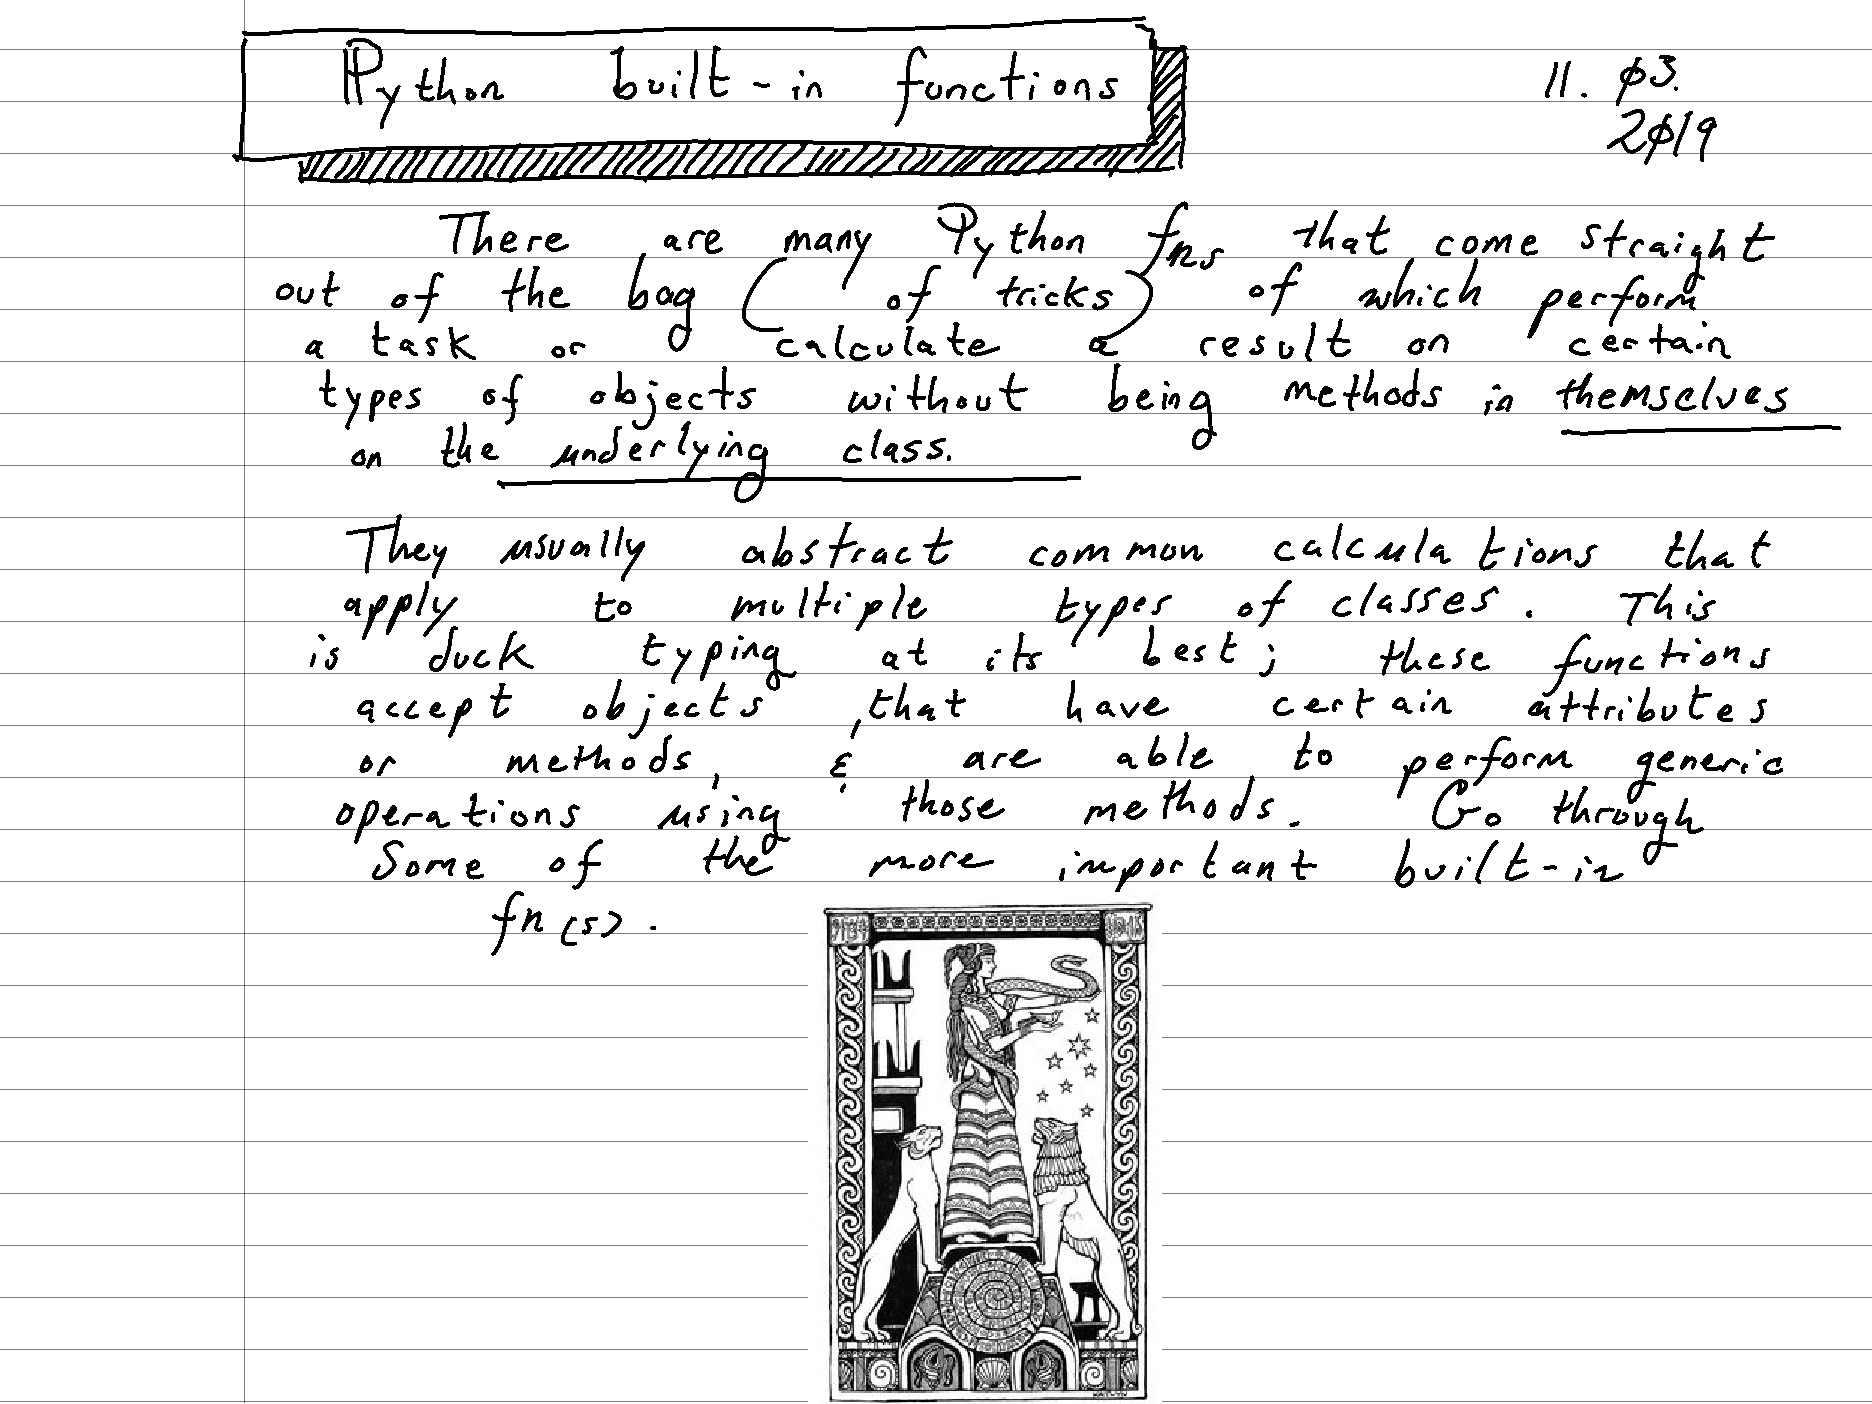 Python built-in functions
11. ø3.
2ø19
There are many Python fns that come straight
out of the bag ( of tricks) of which perform
a task or calculate a result on certain
types of objects without being methods in themselves
on the underlying class.
They usually abstract common calculations that
apply to multiple types of classes. This
is duck typing at its best; these functions
accept objects, that have certain attributes
or methods, & are able to perform generic
operations using those methods. Go through
Some of the more important built-in
fn(s).